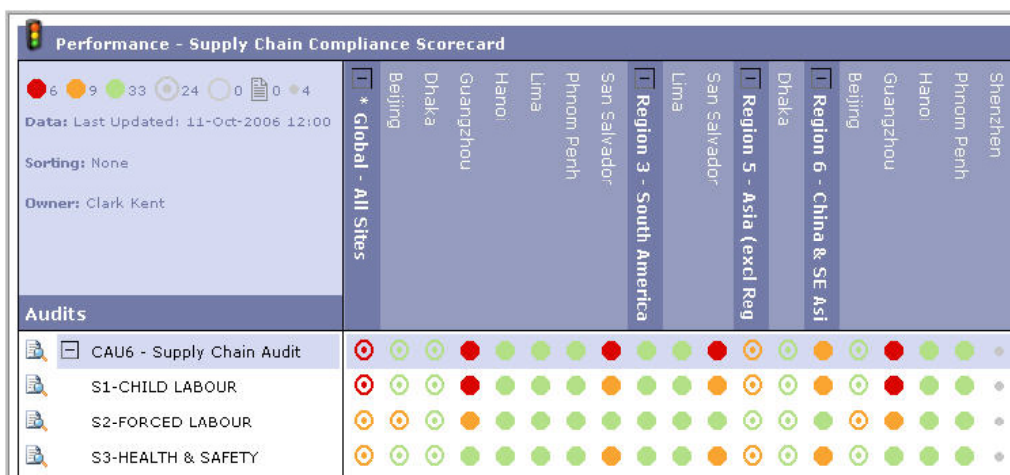 Performance - Supply Chain Compliance Scorecard
6 9 33 24 0 0 4
Data: Last Updated: 11-Oct-2006 12:00
Sorting: None
Owner: Clark Kent
* Global - All Sites
Beijing
Dhaka
Guangzhou
Hanoi
Lima
Phnom Penh
San Salvador
Region 3 - South America
Lima
San Salvador
Region 5 - Asia (excl Reg
Dhaka
Region 6 - China & SE Asi
Beijing
Guangzhou
Hanoi
Phnom Penh
Shenzhen
Audits
CAU6 - Supply Chain Audit
S1-CHILD LABOUR
S2-FORCED LABOUR
S3-HEALTH & SAFETY